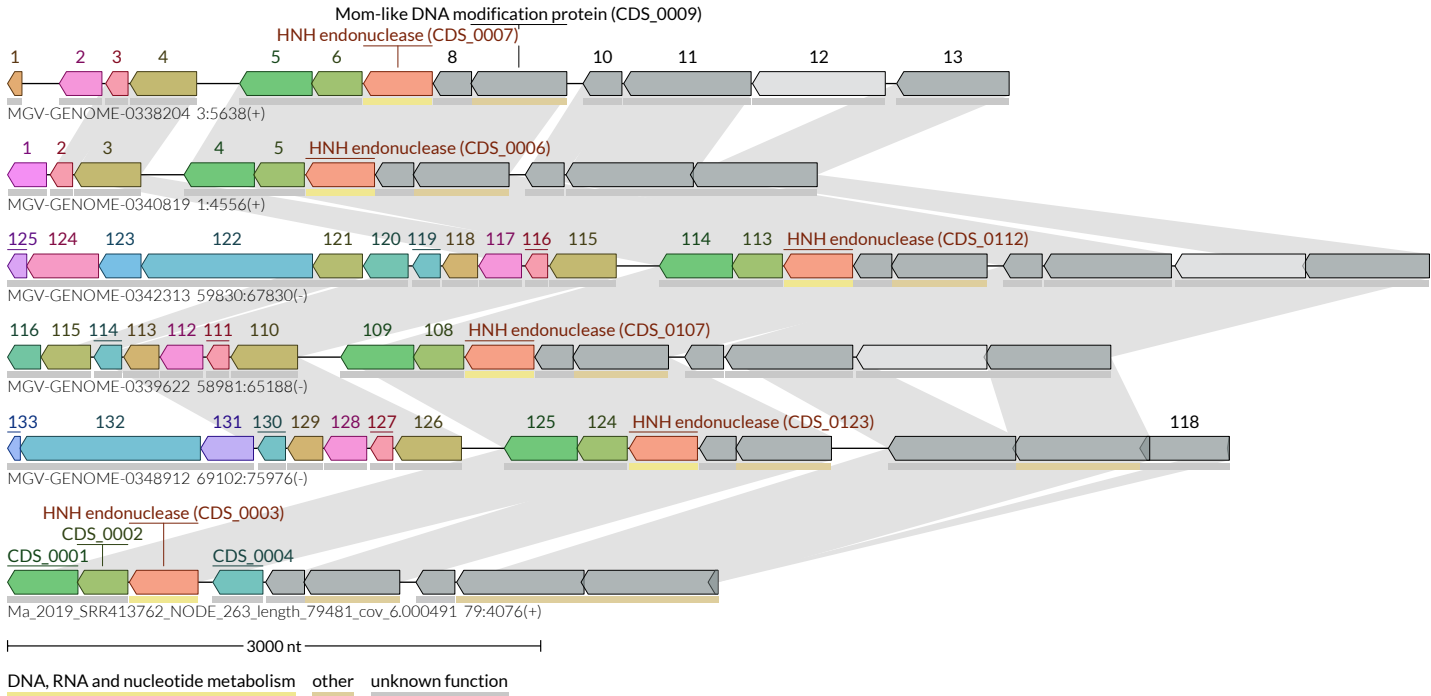 Mom-like DNA modification protein (CDS_0009)
HNH endonuclease (CDS_0007)
1 2 3 4 5 6 8 10 11 12 13
MGV-GENOME-0338204 3:5638(+)
1 2 3 4 5 HNH endonuclease (CDS_0006)
MGV-GENOME-0340819 1:4556(+)
125 124 123 122 121 120 119 118 117 116 115 114 113 HNH endonuclease (CDS_0112)
MGV-GENOME-0342313 59830:67830(-)
116 115 114 113 112 111 110 109 108 HNH endonuclease (CDS_0107)
MGV-GENOME-0339622 58981:65188(-)
133 132 131 130 129 128 127 126 125 124 HNH endonuclease (CDS_0123) 118
MGV-GENOME-0348912 69102:75976(-)
HNH endonuclease (CDS_0003)
CDS_0002
CDS_0001 CDS_0004
Ma_2019_SRR413762_NODE_263_length_79481_cov_6.000491 79:4076(+)
3000 nt
DNA, RNA and nucleotide metabolism other unknown function